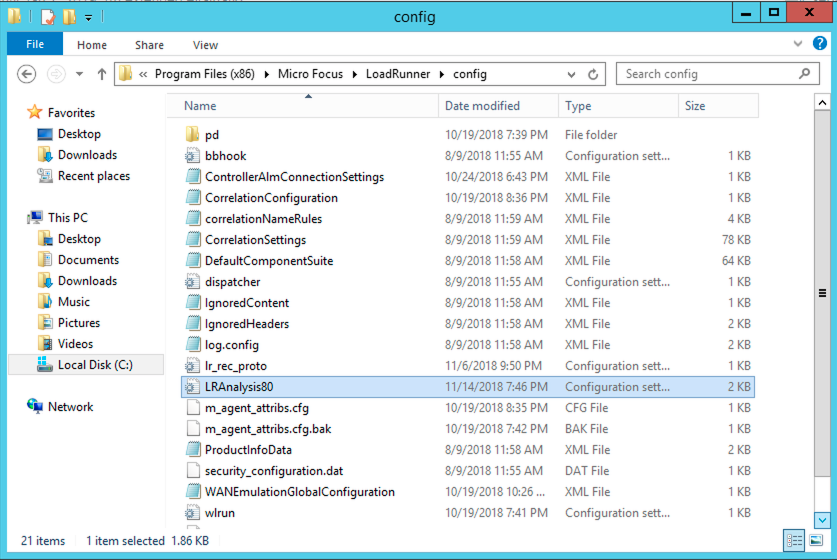 config
File Home Share View
« Program Files (x86) Micro Focus LoadRunner config Search config
Name Date modified Type Size
Favorites
Desktop
Downloads
Recent places
This PC
Desktop
Documents
Downloads
Music
Pictures
Videos
Local Disk (C:)
Network
pd 10/19/2018 7:39 PM File folder
bbhook 8/9/2018 11:55 AM Configuration sett... 1 KB
ControllerAlmConnectionSettings 10/24/2018 6:43 PM XML File 1 KB
CorrelationConfiguration 10/19/2018 8:36 PM XML File 1 KB
correlationNameRules 8/9/2018 11:59 AM XML File 4 KB
CorrelationSettings 8/9/2018 11:59 AM XML File 78 KB
DefaultComponentSuite 8/9/2018 11:58 AM XML File 64 KB
dispatcher 8/9/2018 11:55 AM Configuration sett... 1 KB
IgnoredContent 8/9/2018 11:58 AM XML File 1 KB
IgnoredHeaders 8/9/2018 11:58 AM XML File 2 KB
log.config 8/9/2018 11:58 AM XML File 2 KB
lr_rec_proto 11/6/2018 9:50 PM Configuration sett... 1 KB
LRAnalysis80 11/14/2018 7:46 PM Configuration sett... 2 KB
m_agent_attribs.cfg 10/19/2018 8:35 PM CFG File 1 KB
m_agent_attribs.cfg.bak 10/19/2018 7:42 PM BAK File 1 KB
ProductInfoData 8/9/2018 11:58 AM XML File 2 KB
security_configuration.dat 8/9/2018 11:55 AM DAT File 1 KB
WANEmulationGlobalConfiguration 10/19/2018 10:26 ... XML File 1 KB
wlrun 10/19/2018 7:41 PM Configuration sett... 1 KB
21 items 1 item selected 1.86 KB